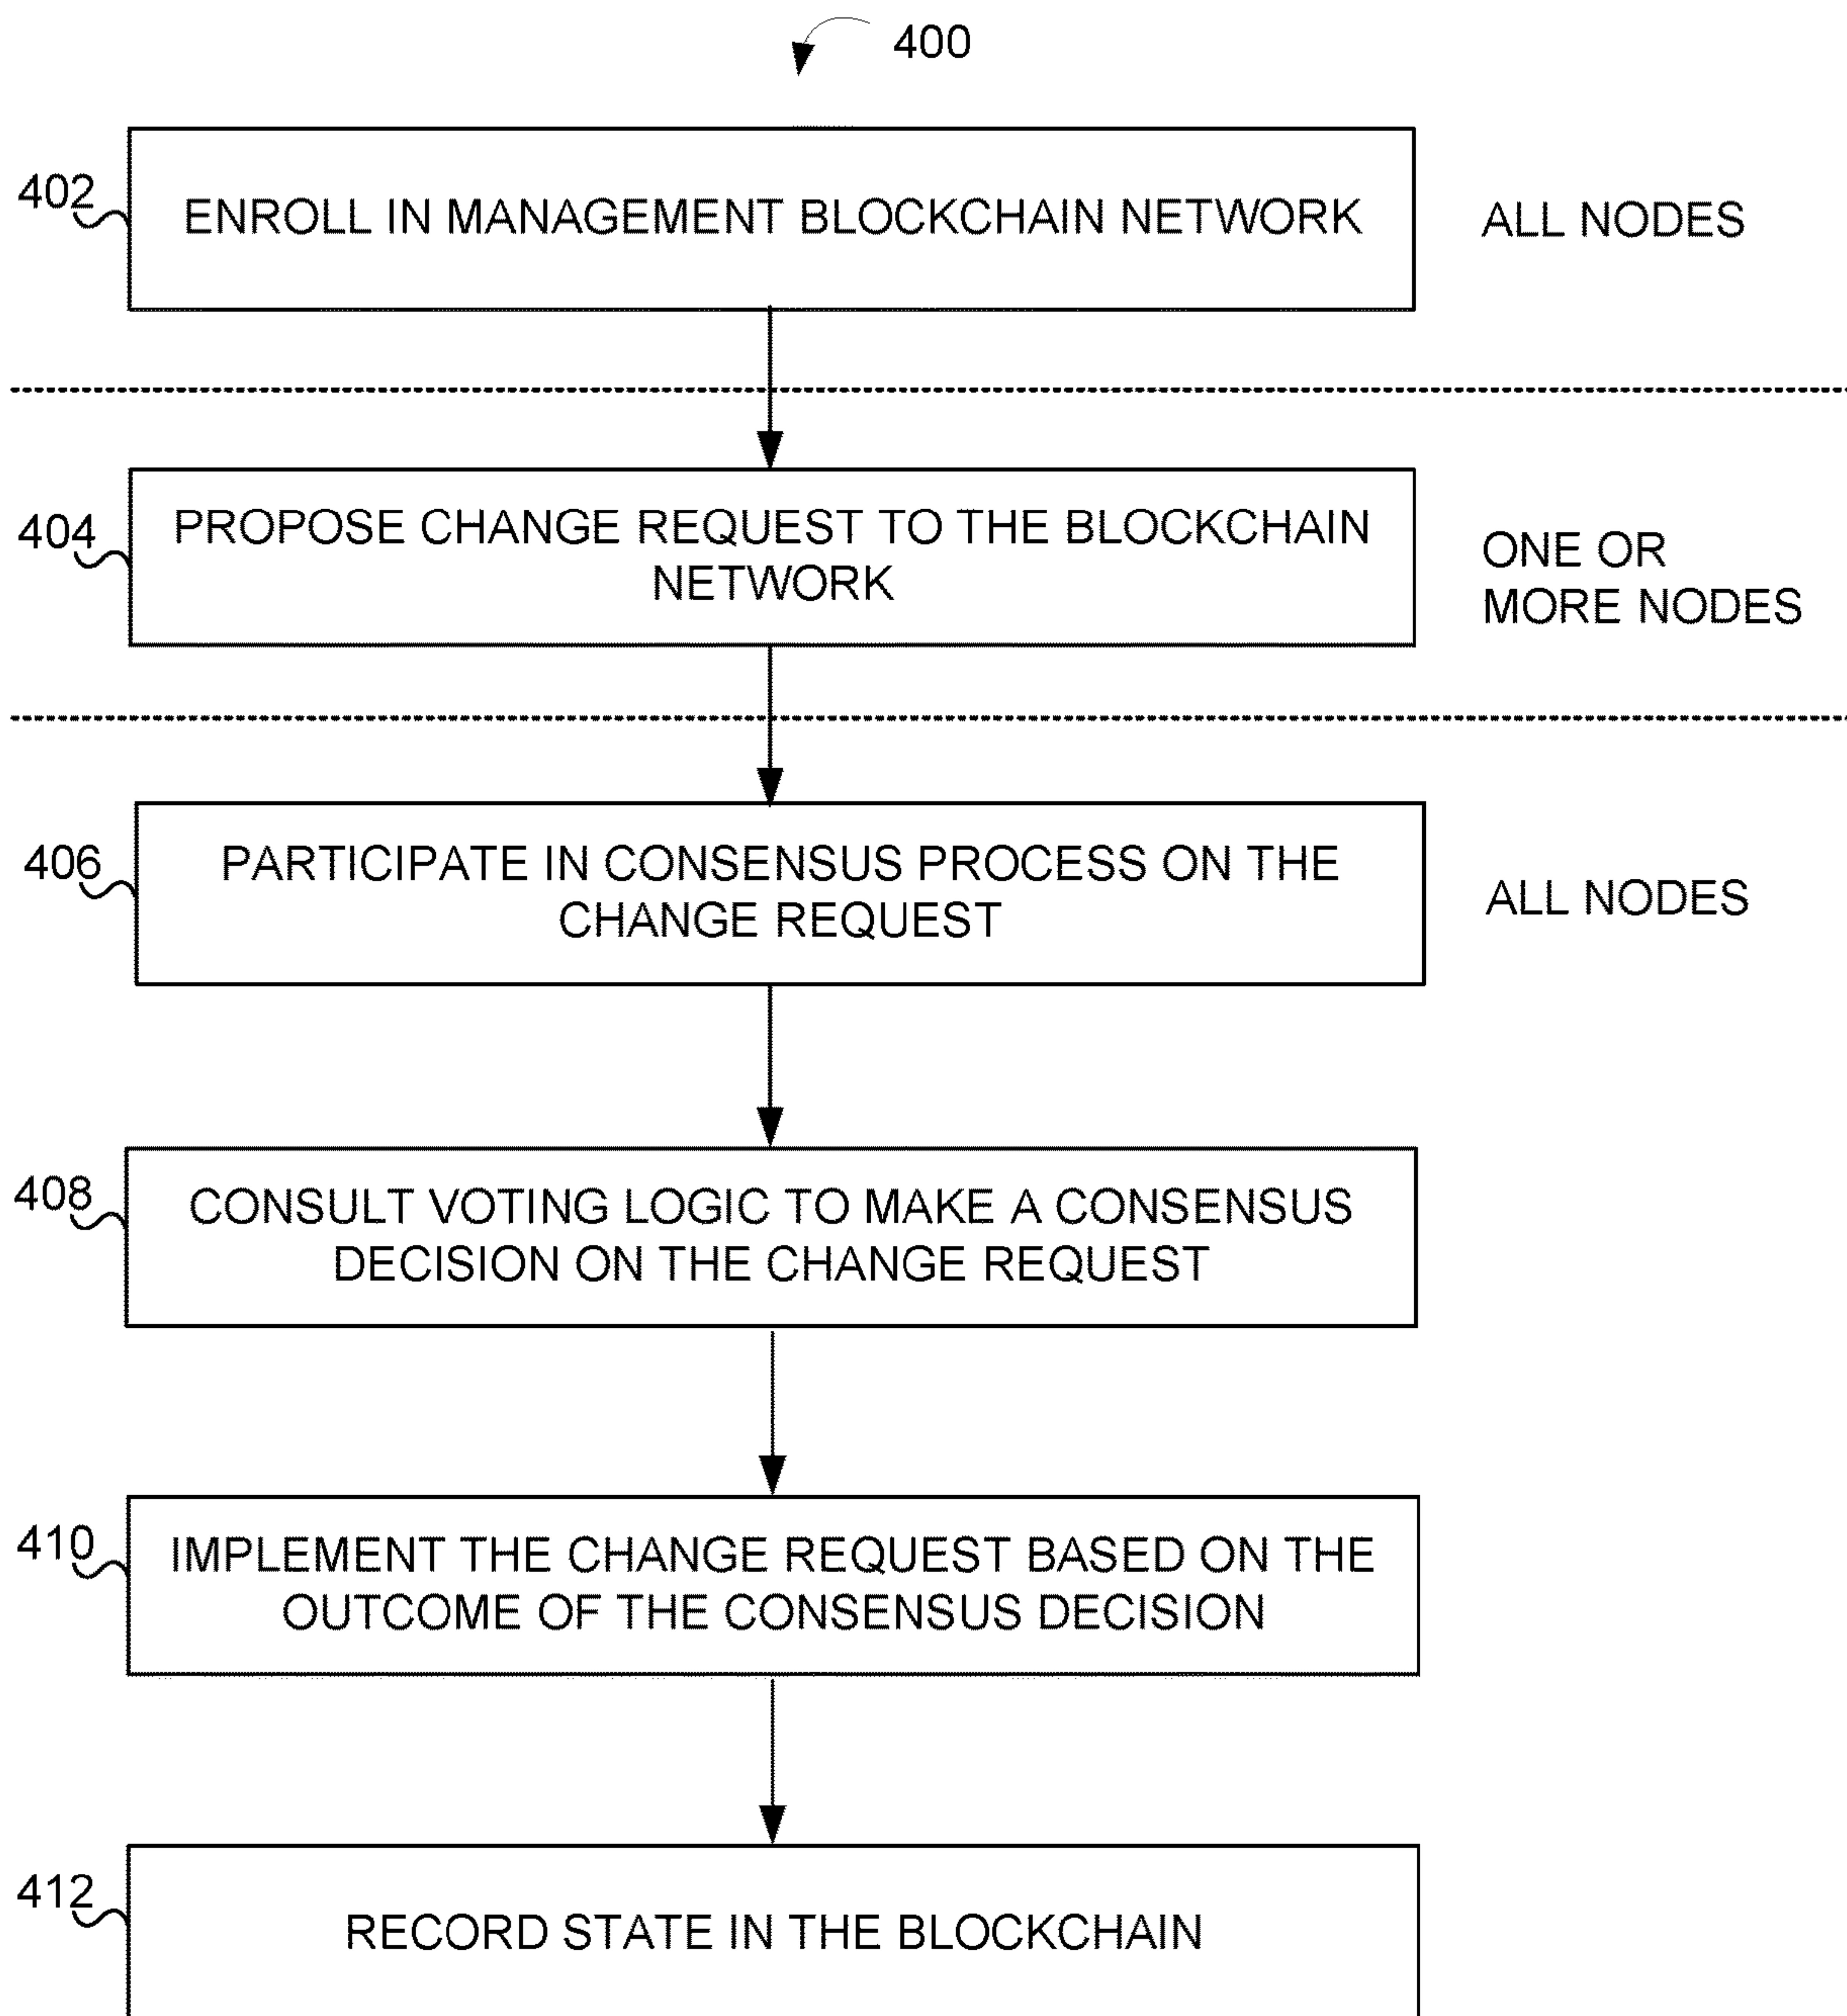 400
402
ENROLL IN MANAGEMENT BLOCKCHAIN NETWORK
ALL NODES
404
PROPOSE CHANGE REQUEST TO THE BLOCKCHAIN
NETWORK
ONE OR
MORE NODES
406
PARTICIPATE IN CONSENSUS PROCESS ON THE
CHANGE REQUEST
ALL NODES
408
CONSULT VOTING LOGIC TO MAKE A CONSENSUS
DECISION ON THE CHANGE REQUEST
410
IMPLEMENT THE CHANGE REQUEST BASED ON THE
OUTCOME OF THE CONSENSUS DECISION
412
RECORD STATE IN THE BLOCKCHAIN